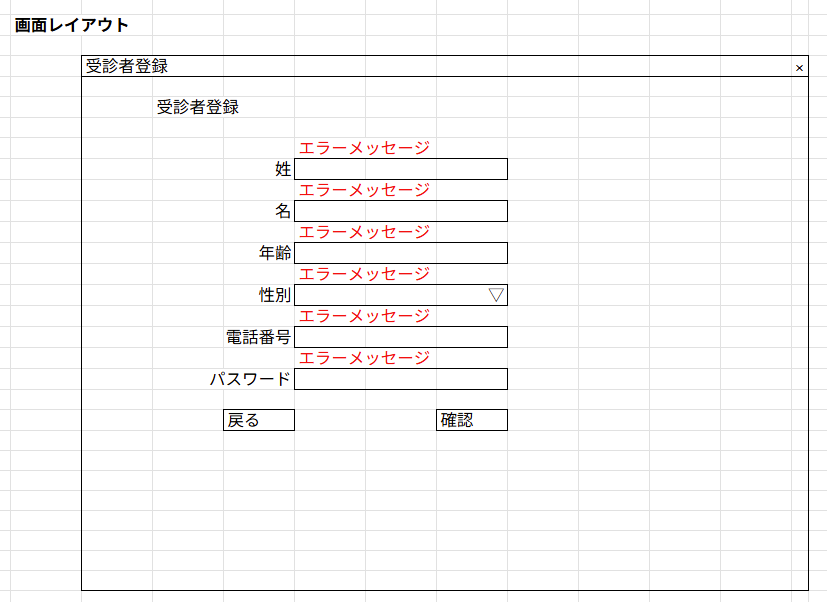 画面レイアウト
受診者登録 ×
受診者登録
エラーメッセージ
姓
エラーメッセージ
名
エラーメッセージ
年齢
エラーメッセージ
性別 ▽
エラーメッセージ
電話番号
エラーメッセージ
パスワード
戻る 確認